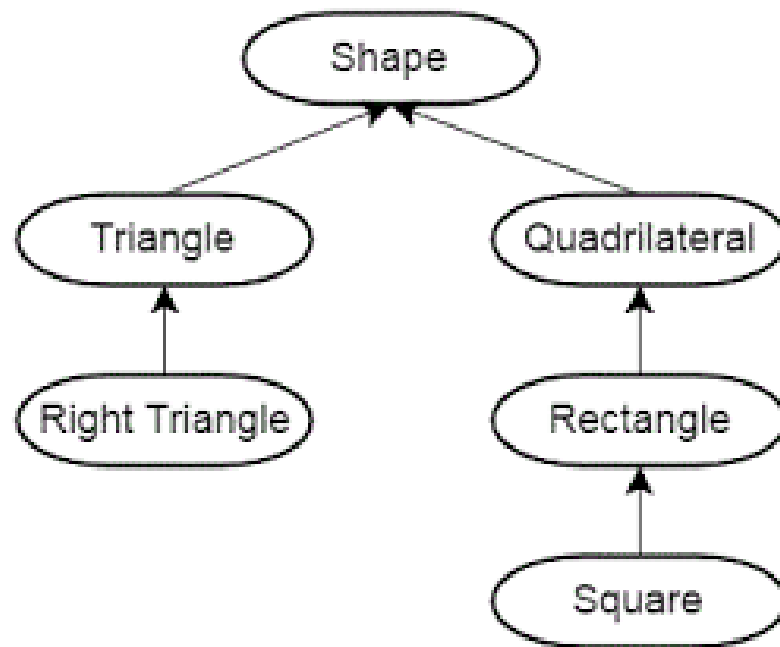 Shape
Triangle
Quadrilateral
Right Triangle
Rectangle
Square